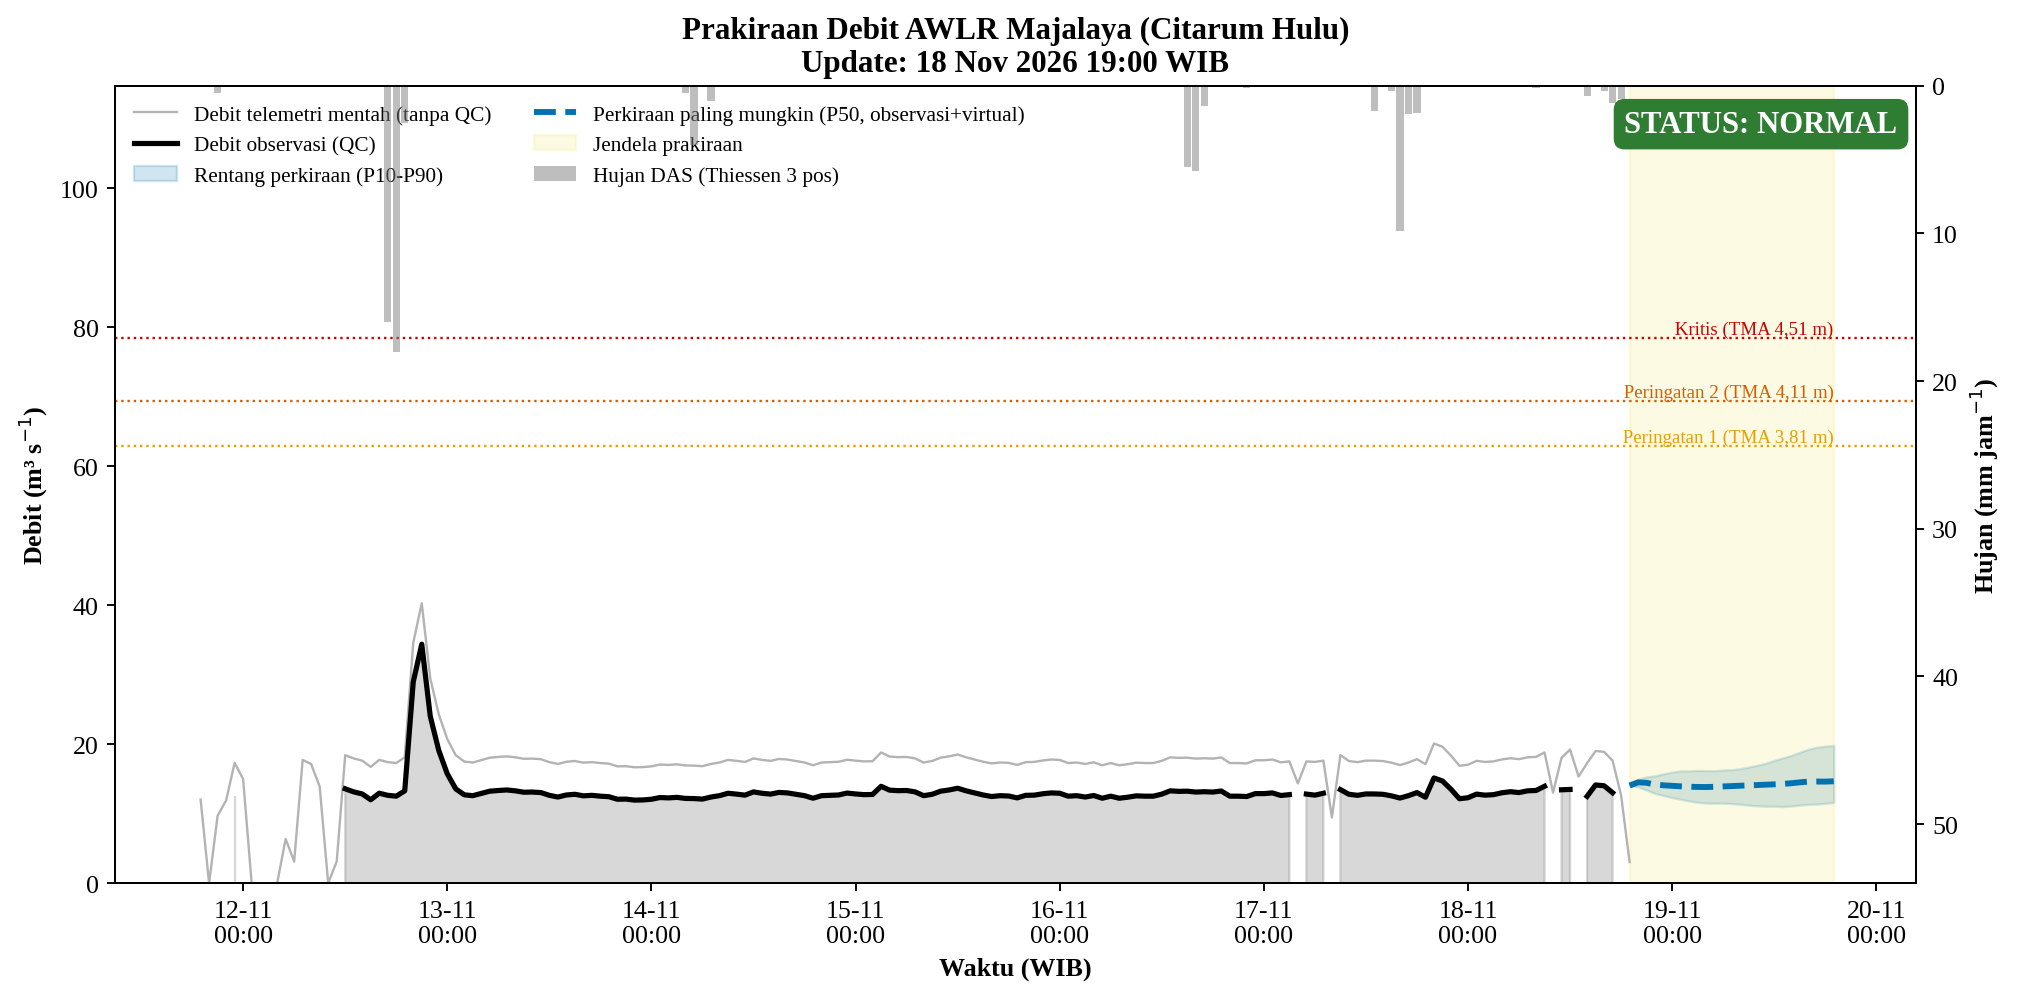 Prakiraan Debit AWLR Majalaya (Citarum Hulu)
Update: 18 Nov 2026 19:00 WIB
Debit telemetri mentah (tanpa QC)
Debit observasi (QC)
Rentang perkiraan (P10-P90)
Perkiraan paling mungkin (P50, observasi+virtual)
Jendela prakiraan
Hujan DAS (Thiessen 3 pos)
STATUS: NORMAL
Kritis (TMA 4,51 m)
Peringatan 2 (TMA 4,11 m)
Peringatan 1 (TMA 3,81 m)
Debit (m³ s⁻¹)
100
80
60
40
20
0
Hujan (mm jam⁻¹)
0
10
20
30
40
50
12-11
00:00
13-11
00:00
14-11
00:00
15-11
00:00
16-11
00:00
17-11
00:00
18-11
00:00
19-11
00:00
20-11
00:00
Waktu (WIB)